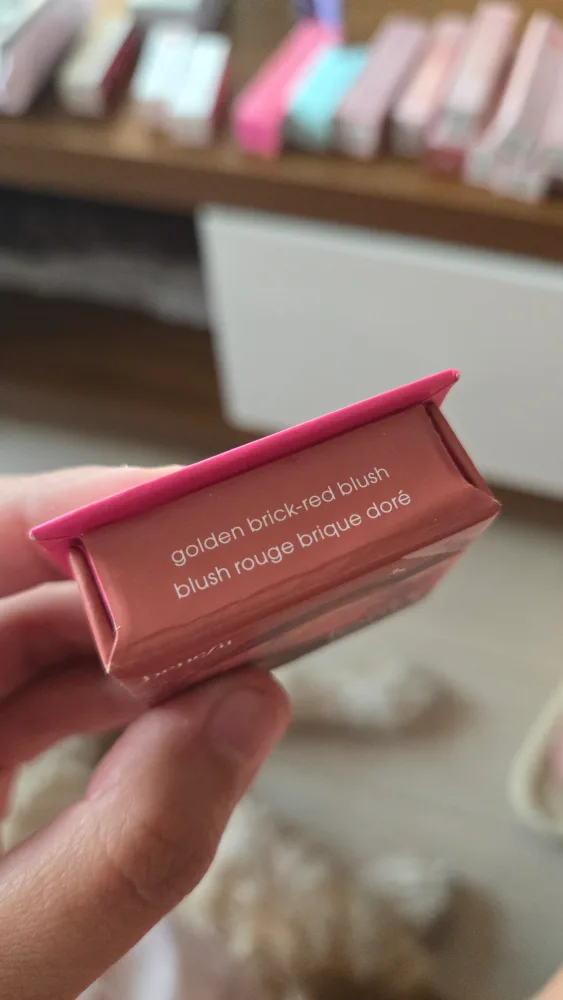 golden brick-red blush
blush rouge brique doré